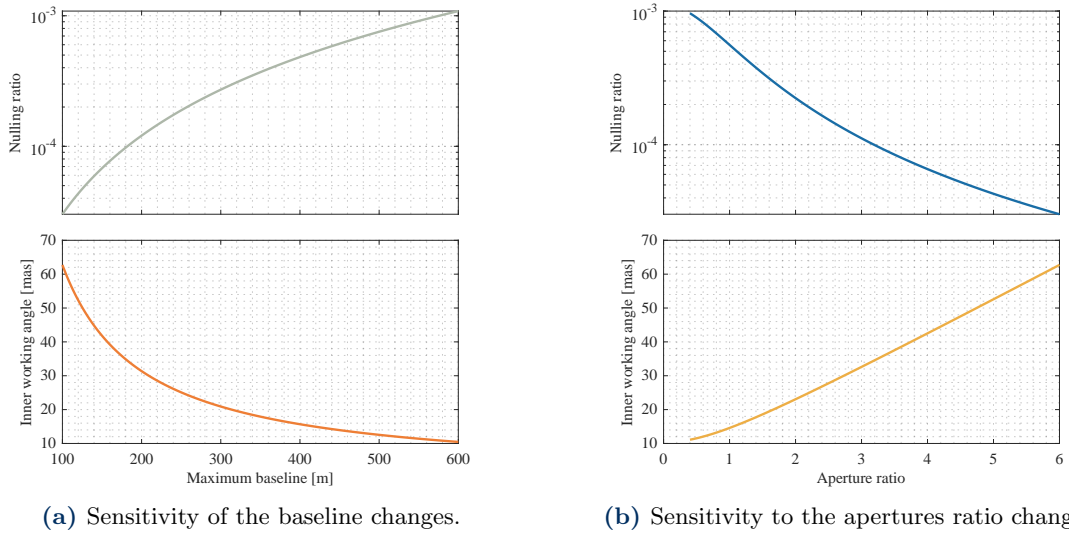 10^-3
10^-4
Nulling ratio
70
60
50
40
30
20
10
Inner working angle [mas]
100 200 300 400 500 600
Maximum baseline [m]
(a) Sensitivity of the baseline changes.
10^-3
10^-4
Nulling ratio
70
60
50
40
30
20
10
Inner working angle [mas]
0 1 2 3 4 5 6
Aperture ratio
(b) Sensitivity to the apertures ratio chang